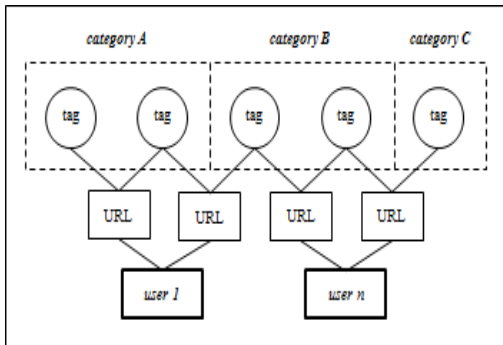 category A category B category C
tag tag tag tag tag
URL URL URL URL
user 1 user n